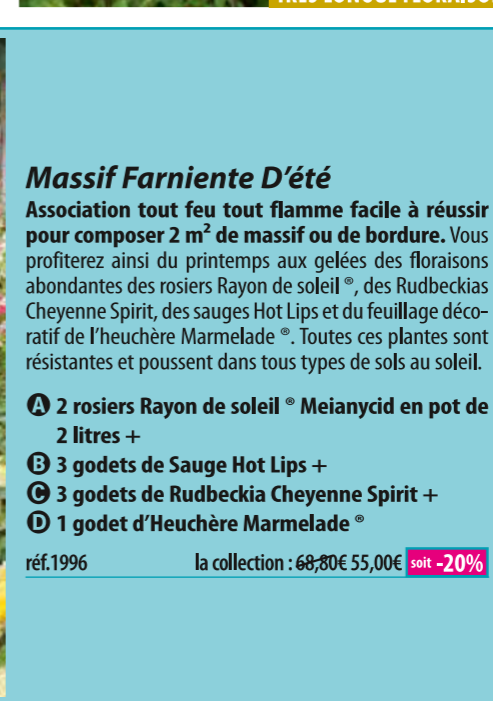 Massif Farniente D'été
Association tout feu tout flamme facile à réussir
pour composer 2 m² de massif ou de bordure. Vous
profiterez ainsi du printemps aux gelées des floraisons
abondantes des rosiers Rayon de soleil ®, des Rudbeckias
Cheyenne Spirit, des sauges Hot Lips et du feuillage déco-
ratif de l'heuchère Marmelade ®. Toutes ces plantes sont
résistantes et poussent dans tous types de sols au soleil.
A 2 rosiers Rayon de soleil ® Meianycid en pot de
2 litres +
B 3 godets de Sauge Hot Lips +
C 3 godets de Rudbeckia Cheyenne Spirit +
D 1 godet d'Heuchère Marmelade ®
réf.1996 la collection : 68,80€ 55,00€ soit -20%